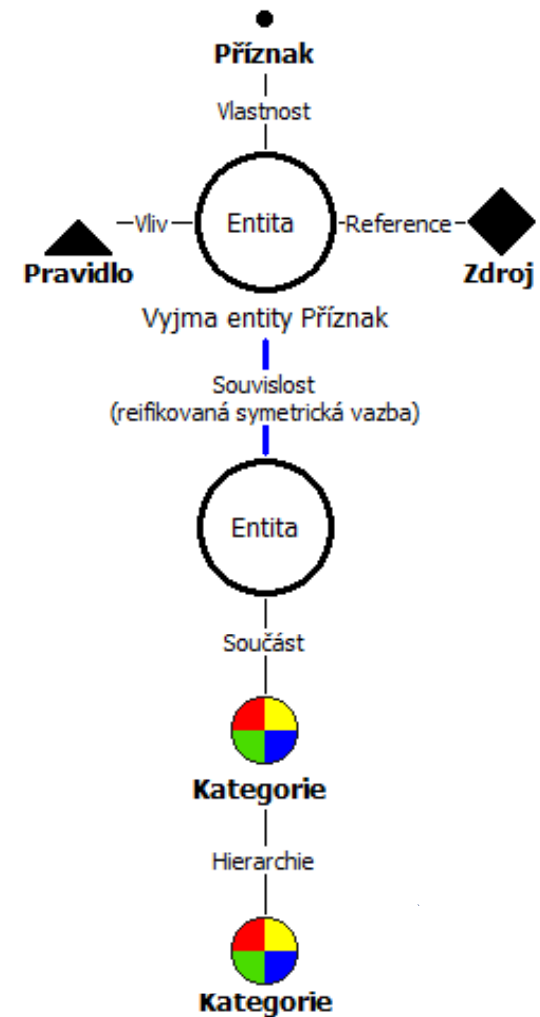 Příznak
Vlastnost
Vliv
Entita
Reference
Pravidlo
Zdroj
Vyjma entity Příznak
Souvislost
(reifikovaná symetrická vazba)
Entita
Součást
Kategorie
Hierarchie
Kategorie